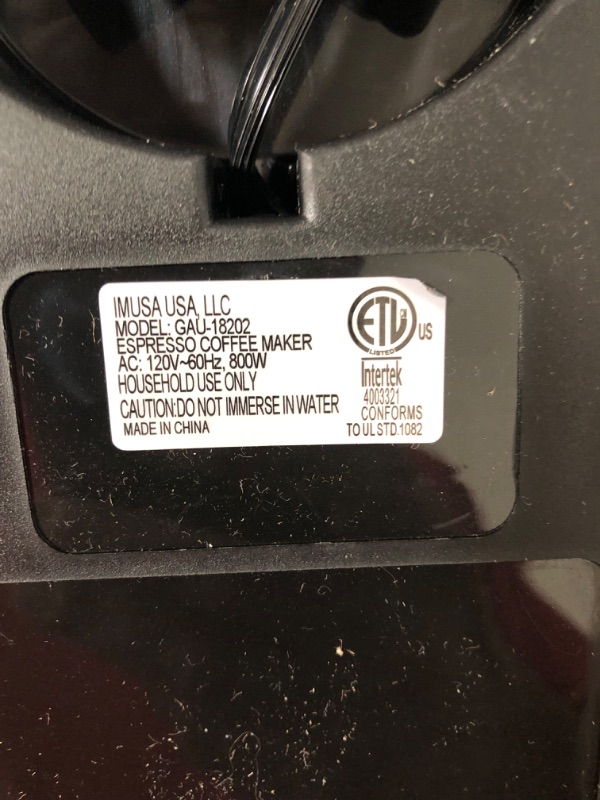 IMUSA USA, LLC
MODEL: GAU-18202
ESPRESSO COFFEE MAKER
AC: 120V~60Hz, 800W
HOUSEHOLD USE ONLY
CAUTION:DO NOT IMMERSE IN WATER
MADE IN CHINA
ETL
CM
US
LISTED
Intertek
4003321
CONFORMS
TO UL STD.1082